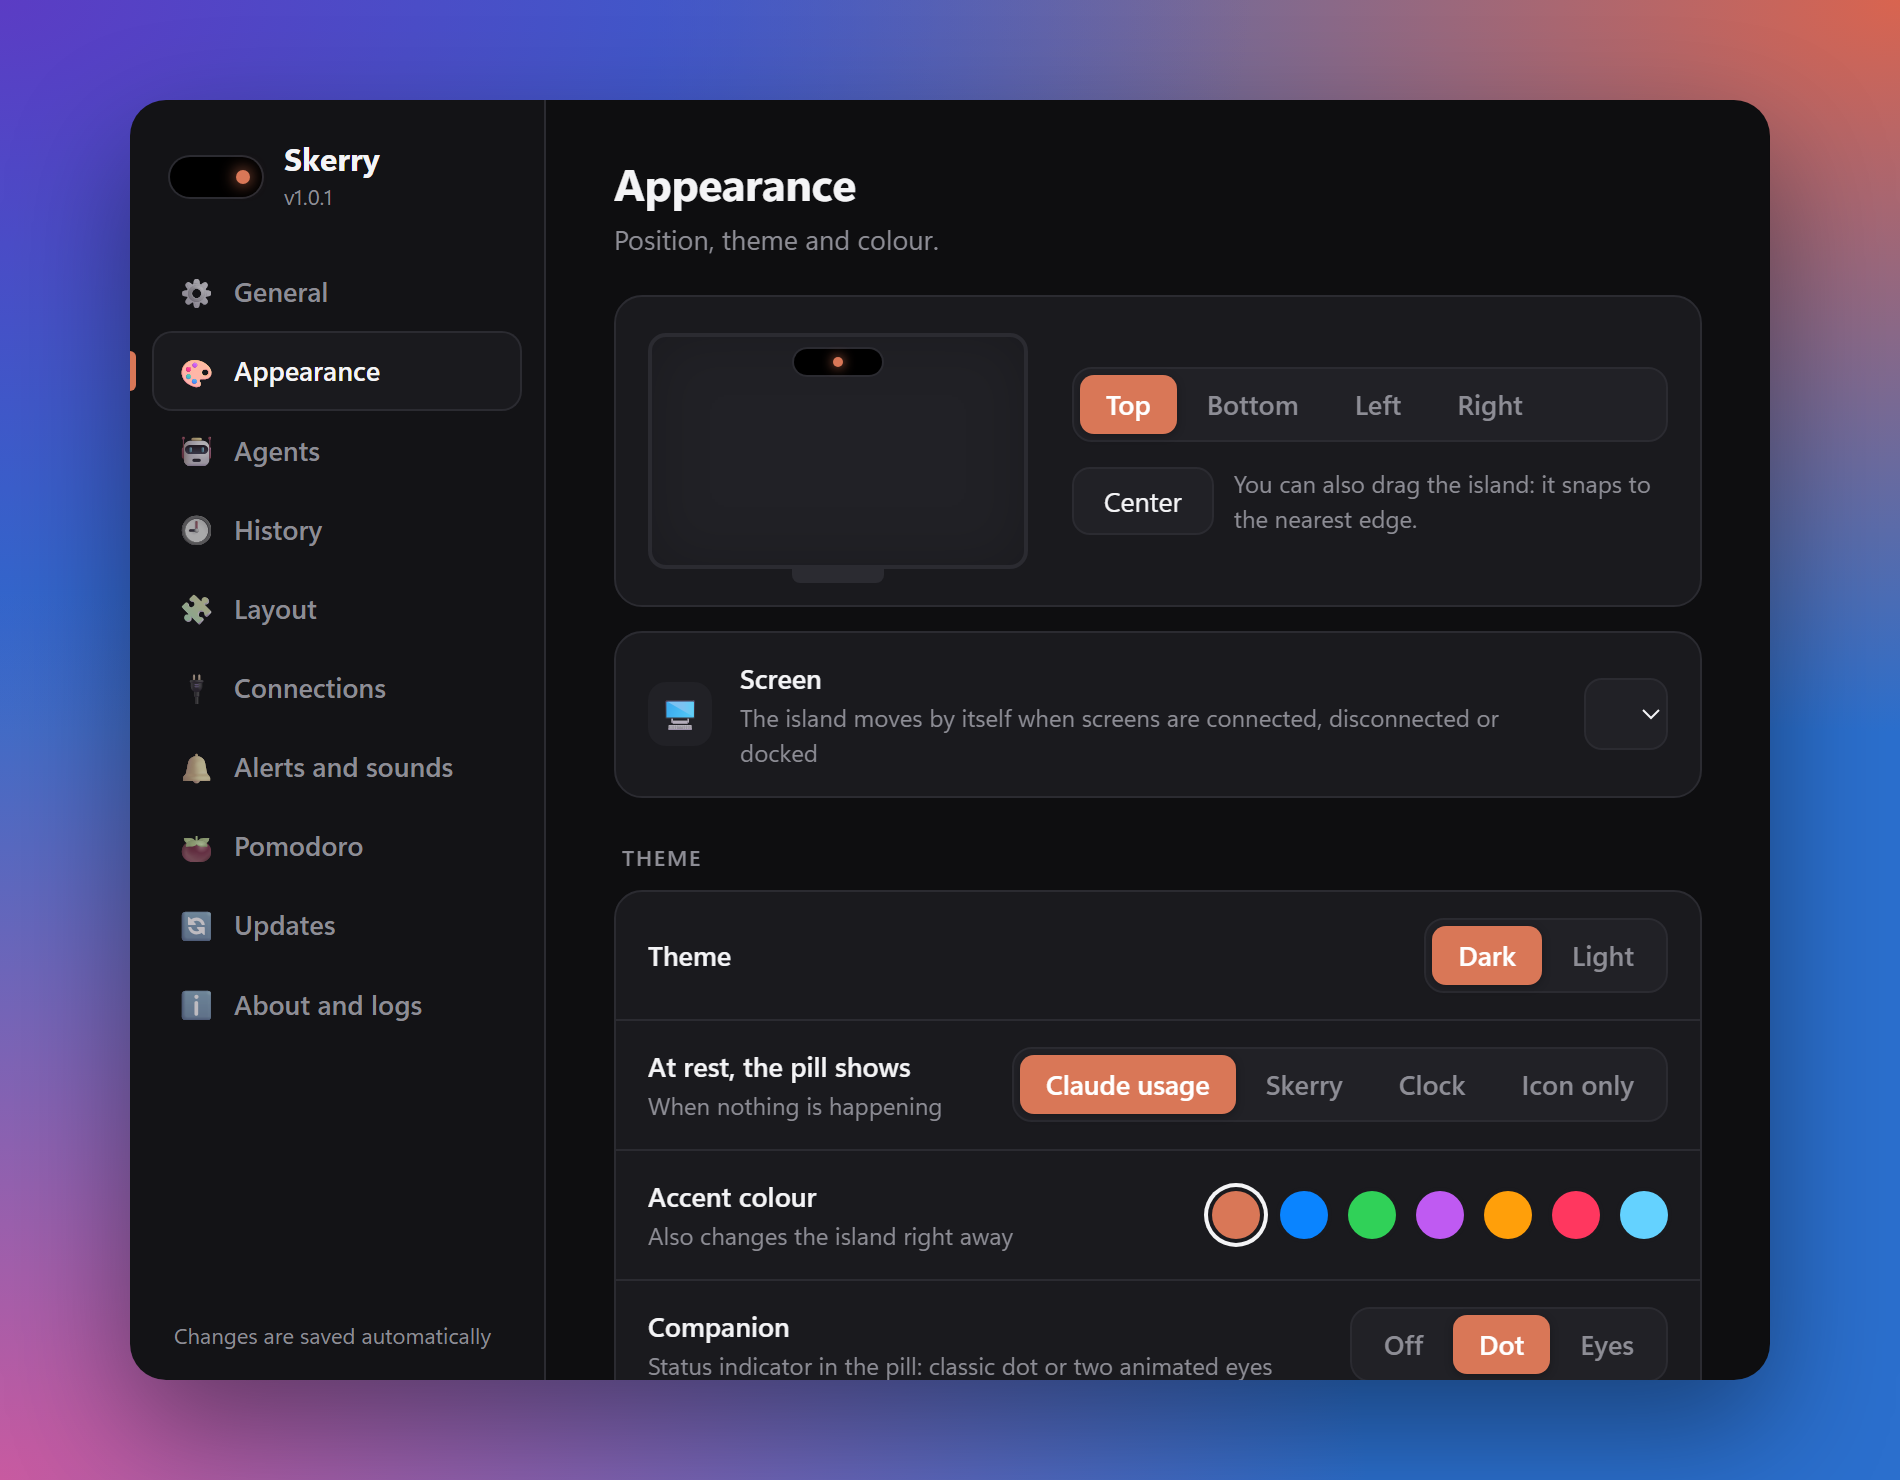 Skerry
v1.0.1
General
Appearance
Agents
History
Layout
Connections
Alerts and sounds
Pomodoro
Updates
About and logs
Changes are saved automatically
Appearance
Position, theme and colour.
Top Bottom Left Right
Center
You can also drag the island: it snaps to
the nearest edge.
Screen
The island moves by itself when screens are connected, disconnected or
docked
THEME
Theme
Dark Light
At rest, the pill shows
When nothing is happening
Claude usage Skerry Clock Icon only
Accent colour
Also changes the island right away
Companion
Status indicator in the pill: classic dot or two animated eyes
Off Dot Eyes